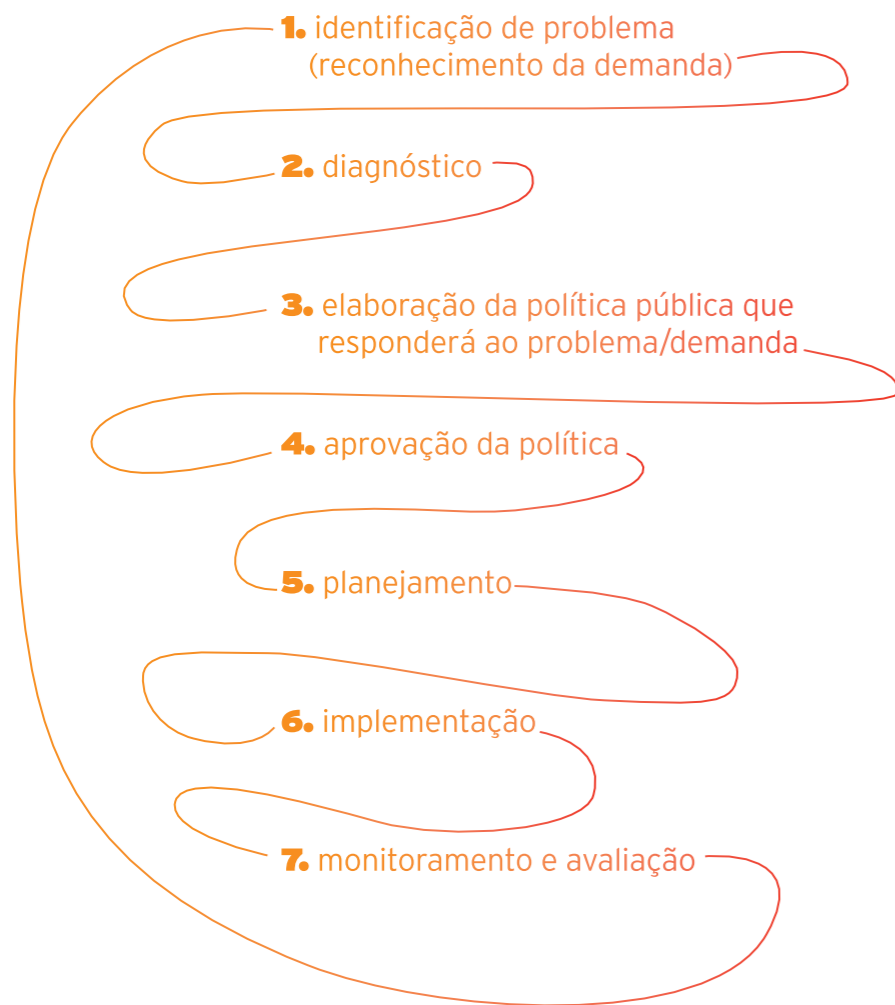 1. identificação de problema
(reconhecimento da demanda)
2. diagnóstico
3. elaboração da política pública que
responderá ao problema/demanda
4. aprovação da política
5. planejamento
6. implementação
7. monitoramento e avaliação